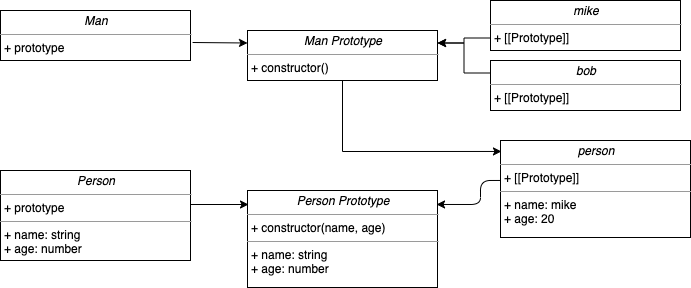 Man
+ prototype
Man Prototype
+ constructor()
mike
+ [[Prototype]]
bob
+ [[Prototype]]
person
+ [[Prototype]]
+ name: mike
+ age: 20
Person
+ prototype
+ name: string
+ age: number
Person Prototype
+ constructor(name, age)
+ name: string
+ age: number